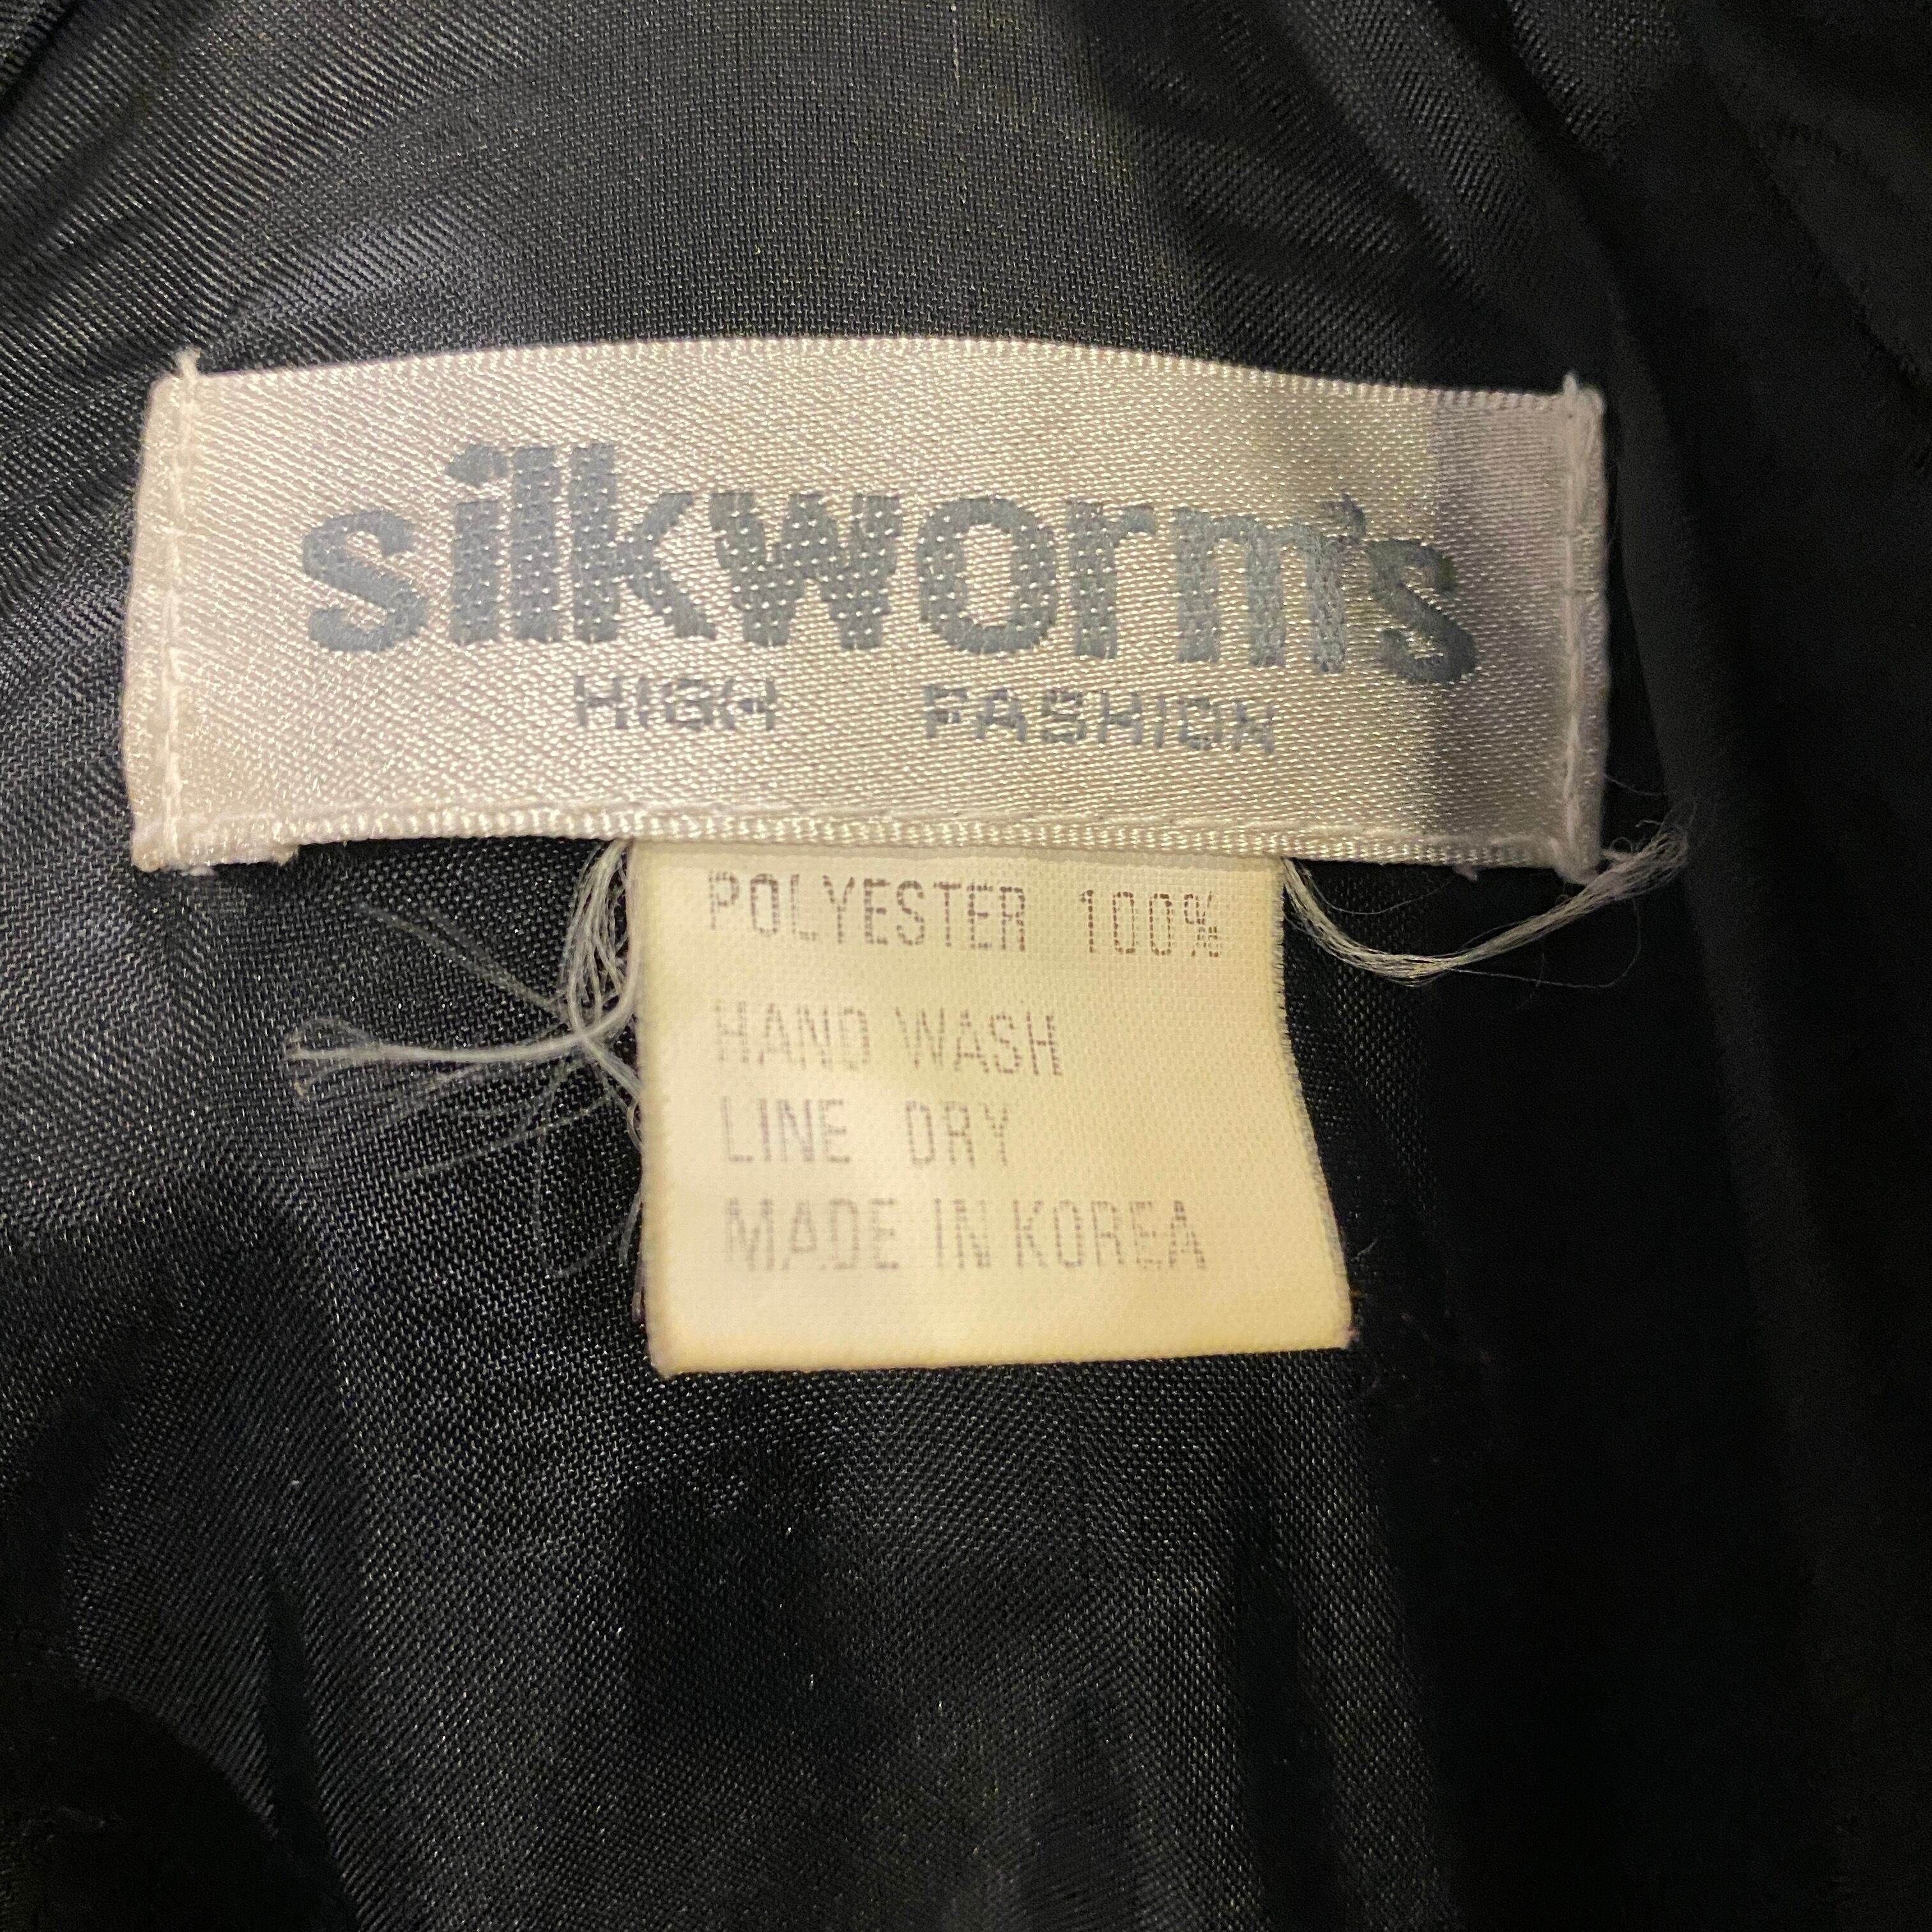 silkworm's
HIGH FASHION
POLYESTER 100%
HAND WASH
LINE DRY
MADE IN KOREA